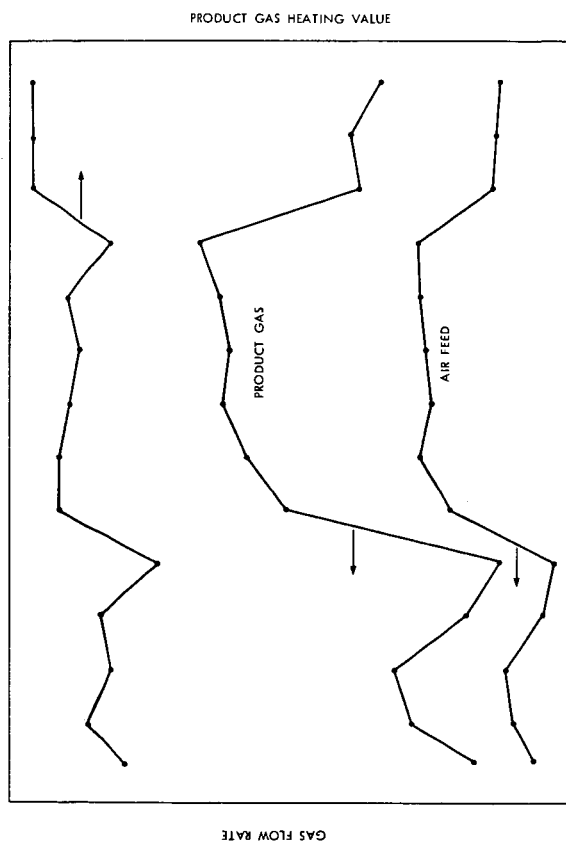 PRODUCT GAS HEATING VALUE
PRODUCT GAS
AIR FEED
GAS FLOW RATE